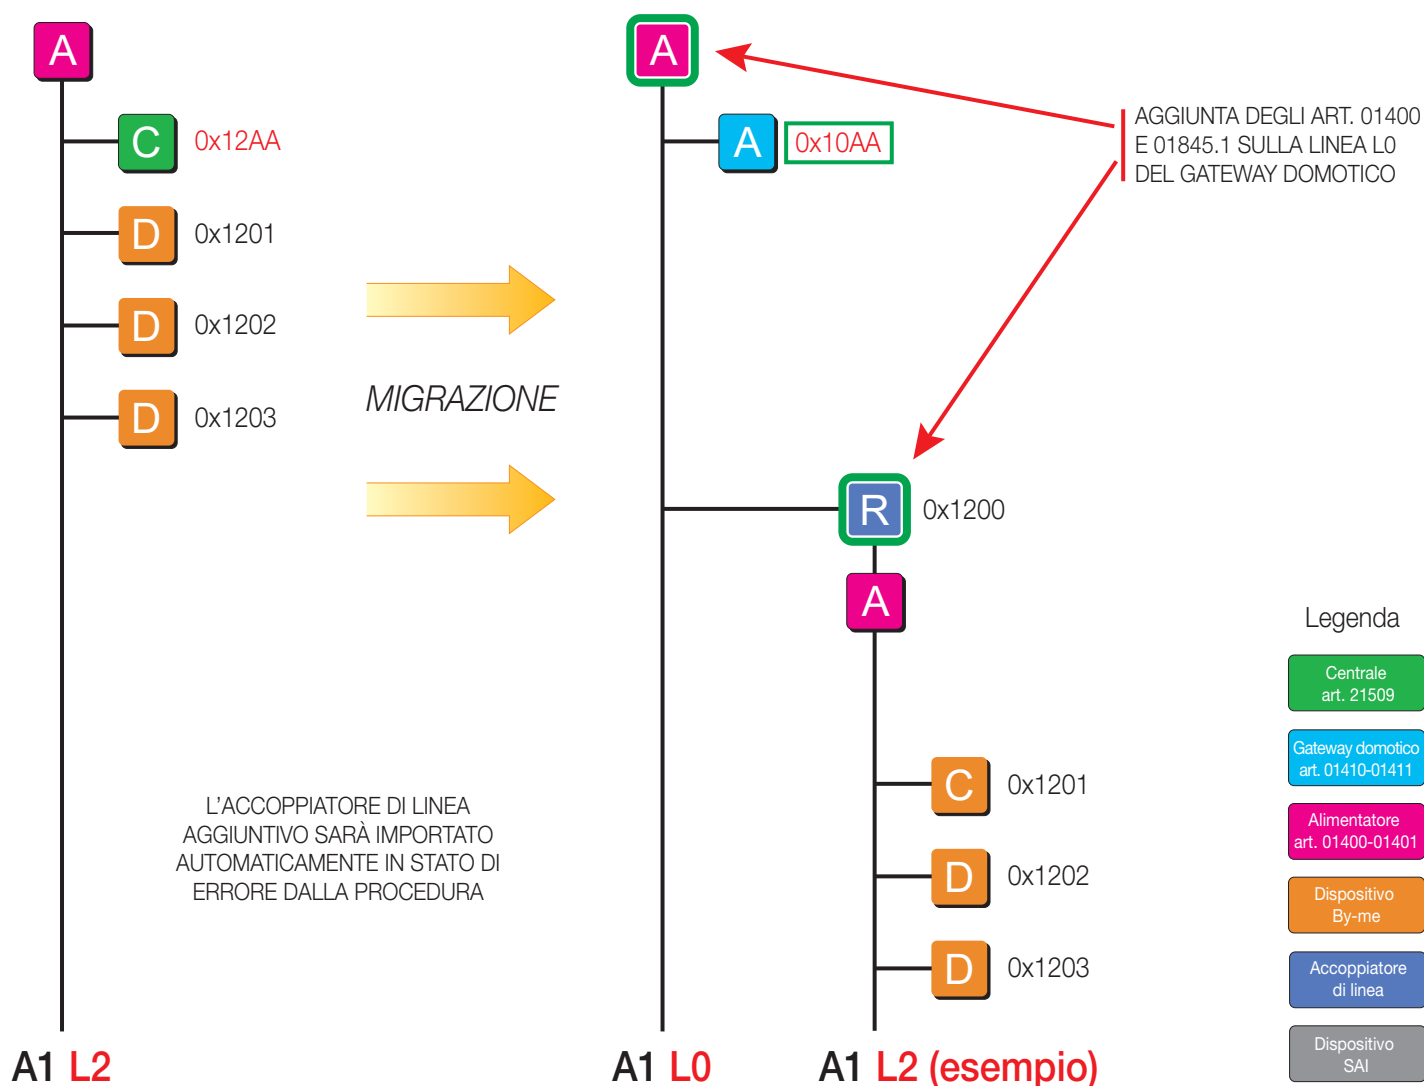 A
C 0x12AA
D 0x1201
D 0x1202
D 0x1203
MIGRAZIONE
L'ACCOPPIATORE DI LINEA
AGGIUNTIVO SARÀ IMPORTATO
AUTOMATICAMENTE IN STATO DI
ERRORE DALLA PROCEDURA
A1 L2
A
A 0x10AA
AGGIUNTA DEGLI ART. 01400
E 01845.1 SULLA LINEA L0
DEL GATEWAY DOMOTICO
R 0x1200
A
C 0x1201
D 0x1202
D 0x1203
A1 L0
A1 L2 (esempio)
Legenda
Centrale
art. 21509
Gateway domotico
art. 01410-01411
Alimentatore
art. 01400-01401
Dispositivo
By-me
Accoppiatore
di linea
Dispositivo
SAI